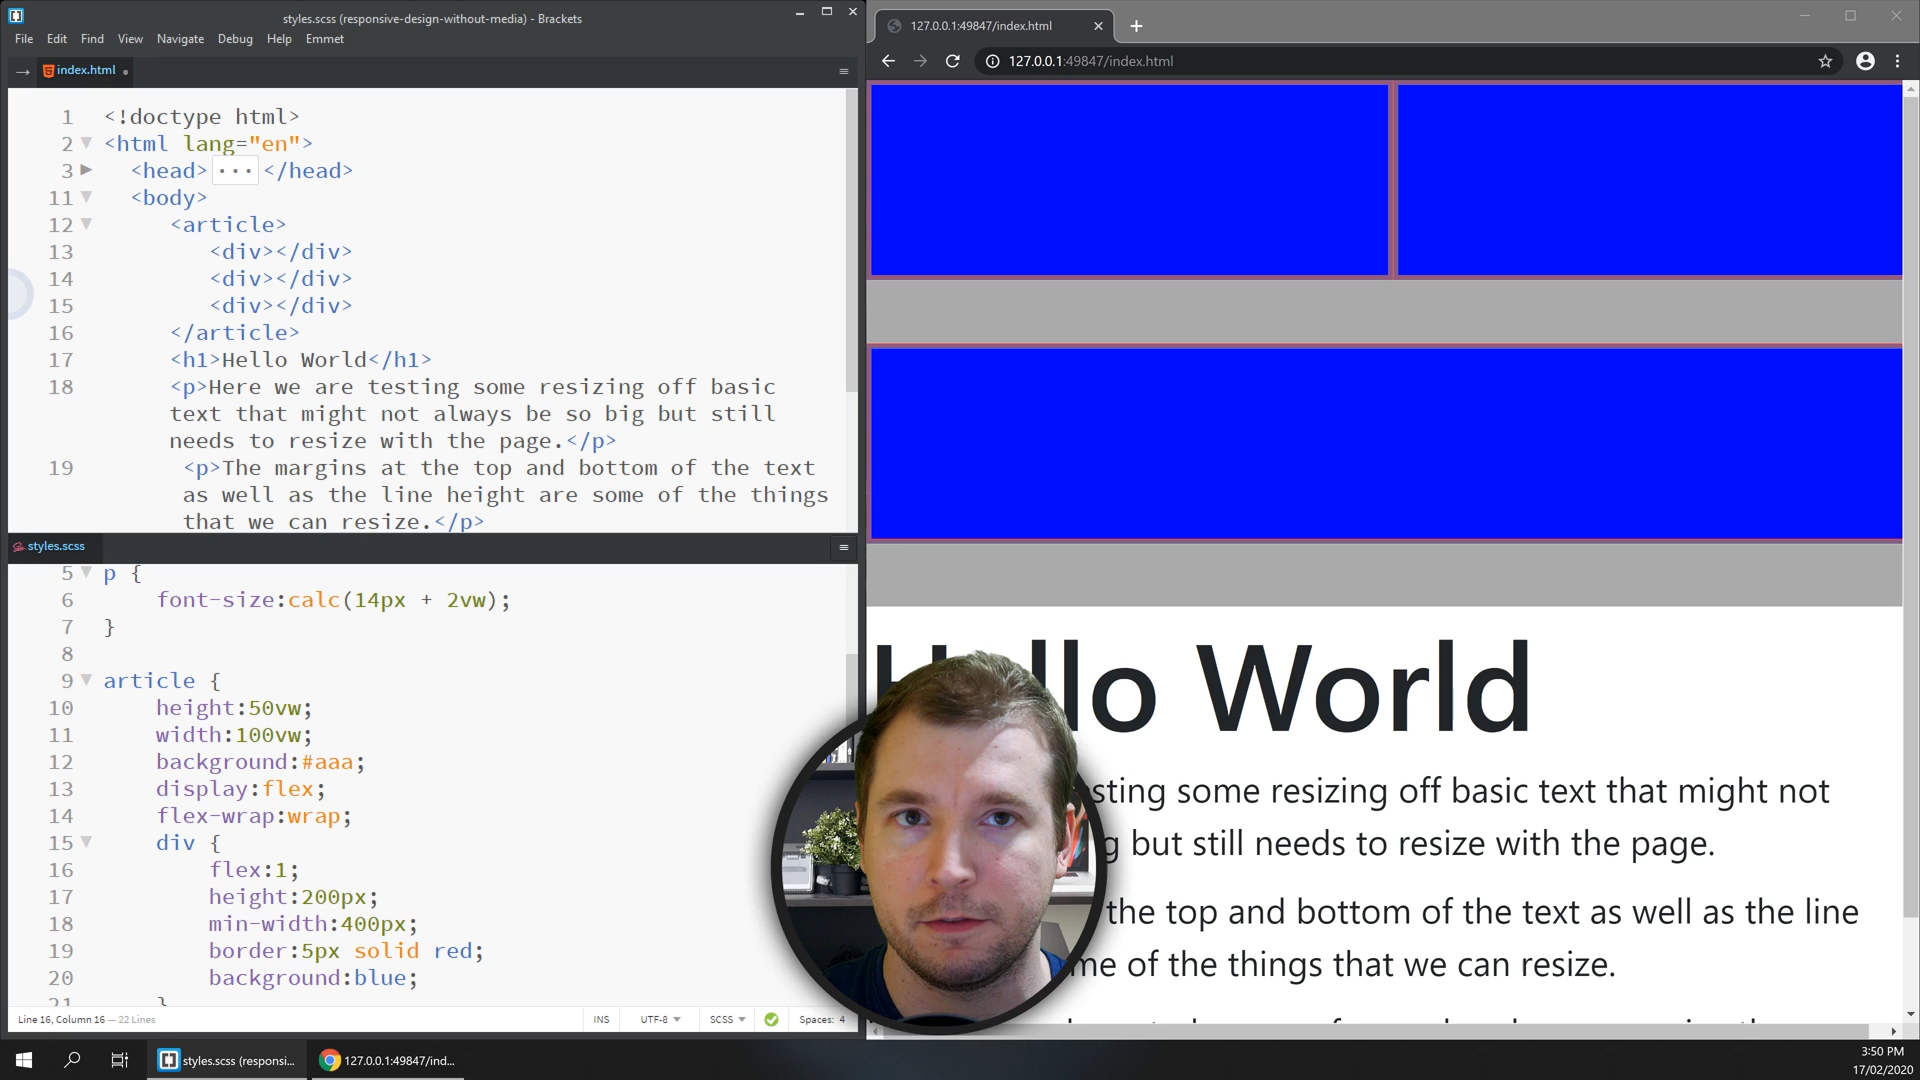 styles.scss (responsive-design-without-media) - Brackets
File Edit Find View Navigate Debug Help Emmet
index.html
1 <!doctype html>
2 <html lang="en">
3 <head> ••• </head>
11 <body>
12 <article>
13 <div></div>
14 <div></div>
15 <div></div>
16 </article>
17 <h1>Hello World</h1>
18 <p>Here we are testing some resizing off basic
text that might not always be so big but still
needs to resize with the page.</p>
19 <p>The margins at the top and bottom of the text
as well as the line height are some of the things
that we can resize.</p>
styles.scss
5 p {
6 font-size:calc(14px + 2vw);
7 }
8
9 article {
10 height:50vw;
11 width:100vw;
12 background:#aaa;
13 display:flex;
14 flex-wrap:wrap;
15 div {
16 flex:1;
17 height:200px;
18 min-width:400px;
19 border:5px solid red;
20 background:blue;
21 }
Line 16, Column 16 — 22 Lines
INS UTF-8 SCSS Spaces: 4
127.0.0.1:49847/index.html
127.0.0.1:49847/index.html
Hello World
sting some resizing off basic text that might not
g but still needs to resize with the page.
the top and bottom of the text as well as the line
me of the things that we can resize.
styles.scss (responsi...
127.0.0.1:49847/ind...
3:50 PM
17/02/2020